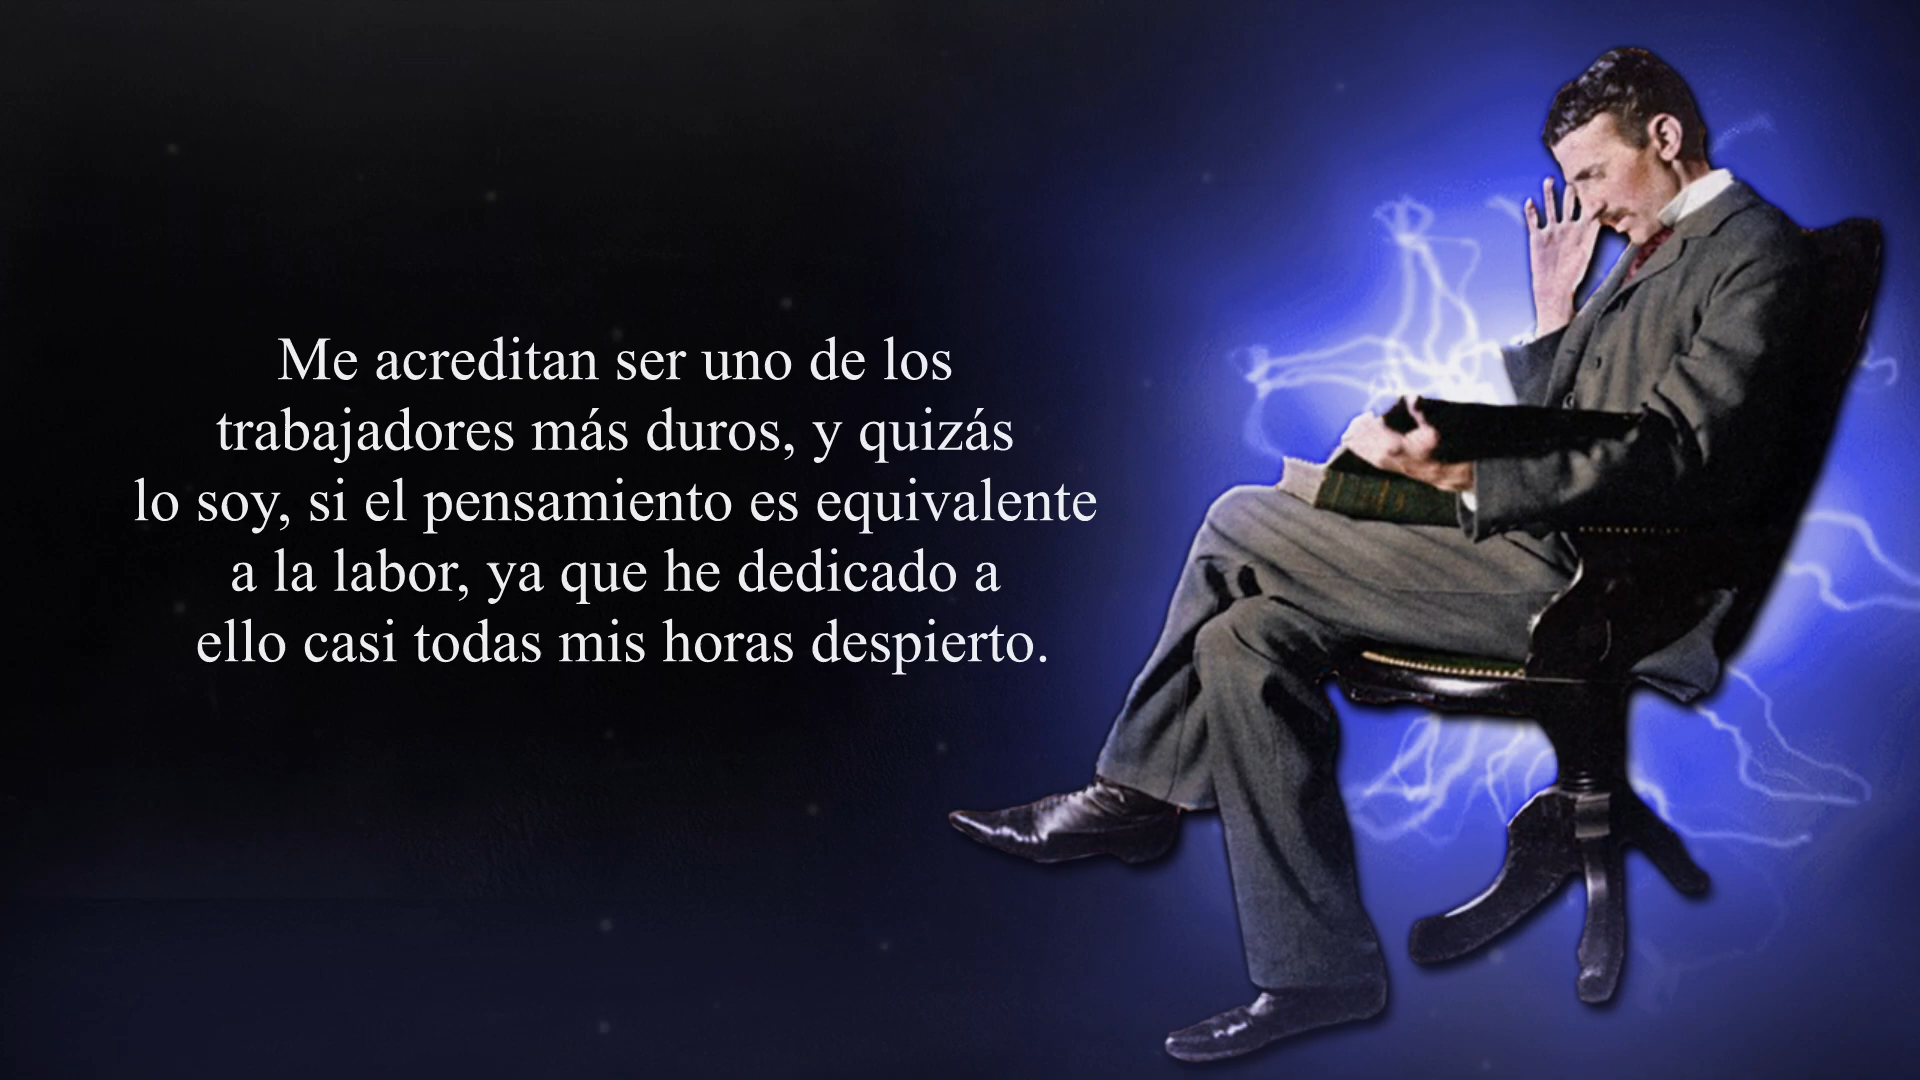 Me acreditan ser uno de los
trabajadores más duros, y quizás
lo soy, si el pensamiento es equivalente
a la labor, ya que he dedicado a
ello casi todas mis horas despierto.